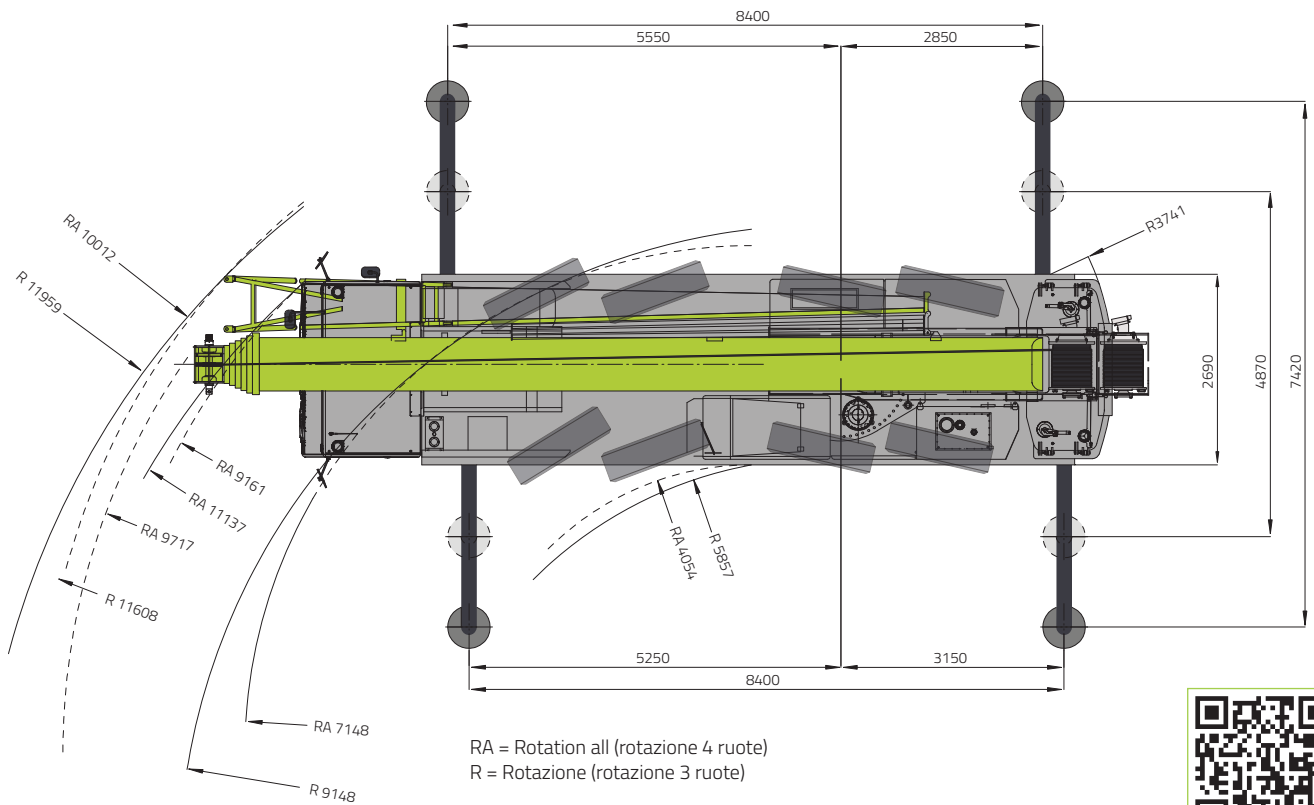 8400
5550
2850
R3741
RA 10012
R 11959
2690
4870
7420
RA 9161
RA 11137
RA 9717
R 11608
RA 4054
R 5857
5250
3150
8400
RA 7148
R 9148
RA = Rotation all (rotazione 4 ruote)
R = Rotazione (rotazione 3 ruote)